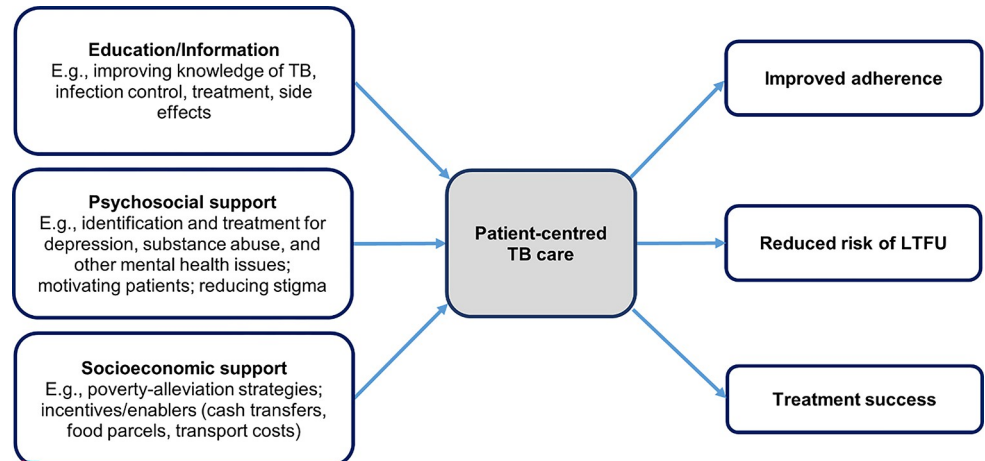 Education/Information
E.g., improving knowledge of TB,
infection control, treatment, side
effects
Psychosocial support
E.g., identification and treatment for
depression, substance abuse, and
other mental health issues;
motivating patients; reducing stigma
Socioeconomic support
E.g., poverty-alleviation strategies;
incentives/enablers (cash transfers,
food parcels, transport costs)
Patient-centred
TB care
Improved adherence
Reduced risk of LTFU
Treatment success